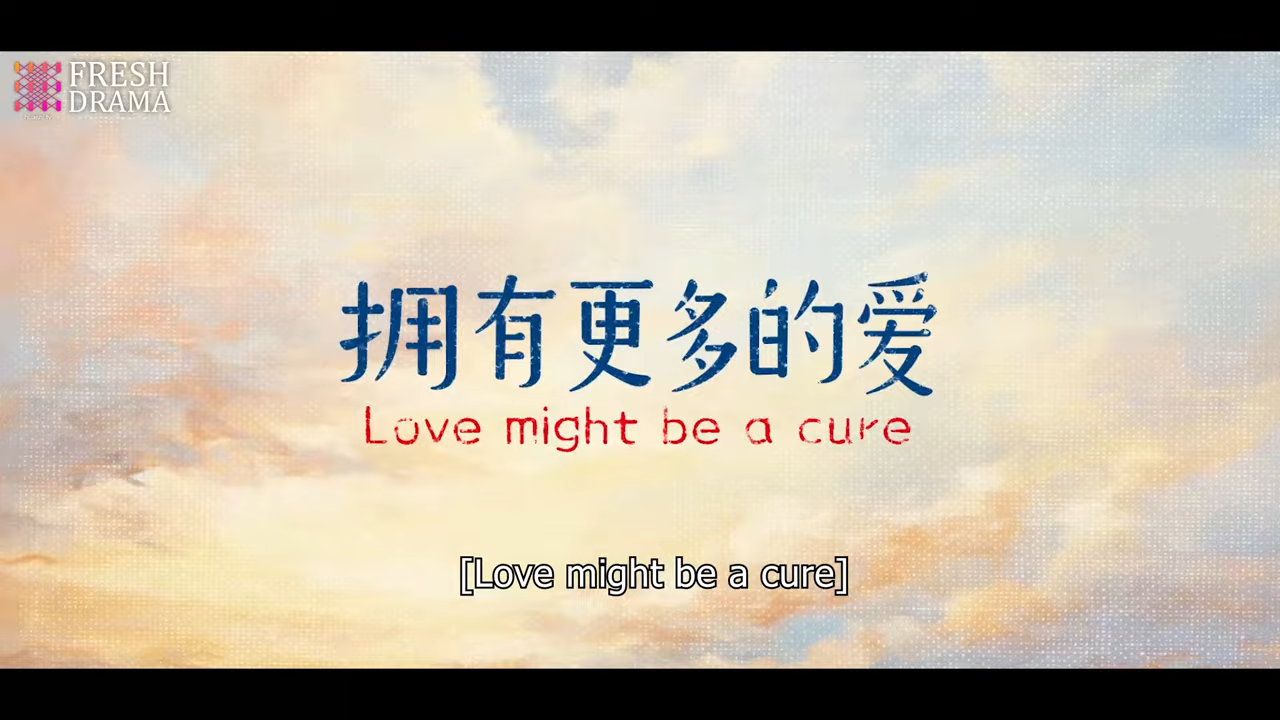 FRESH
DRAMA
拥有更多的爱
Love might be a cure
[Love might be a cure]